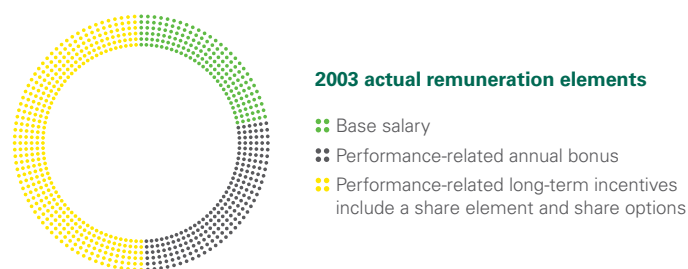 2003 actual remuneration elements
Base salary
Performance-related annual bonus
Performance-related long-term incentives
include a share element and share options